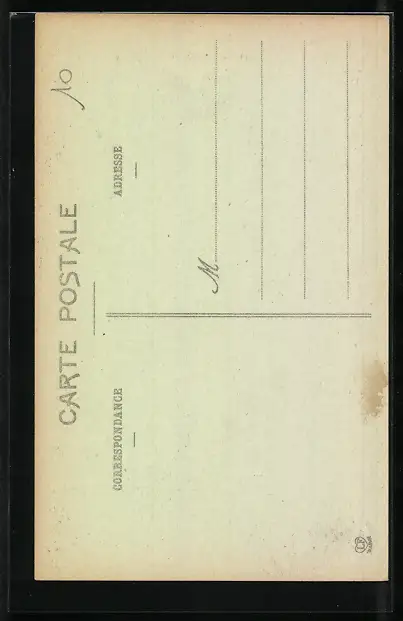 10
CARTE POSTALE
CORRESPONDANCE
ADRESSE
M